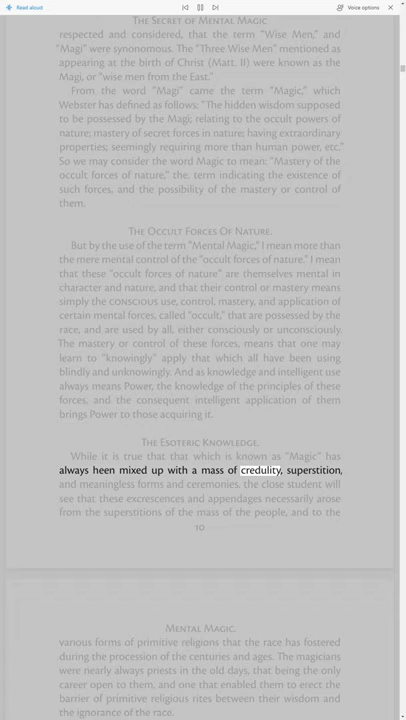 Read aloud
Voice options
The Secret of Mental Magic
respected and considered, that the term "Wise Men," and
"Magi" were synonomous. The "Three Wise Men" mentioned as
appearing at the birth of Christ (Matt. II) were known as the
Magi, or "wise men from the East."
From the word "Magi" came the term "Magic," which
Webster has defined as follows: "The hidden wisdom supposed
to be possessed by the Magi; relating to the occult powers of
nature; mastery of secret forces in nature; having extraordinary
properties; seemingly requiring more than human power, etc."
So we may consider the word Magic to mean: "Mastery of the
occult forces of nature," the. term indicating the existence of
such forces, and the possibility of the mastery or control of
them.
The Occult Forces Of Nature.
But by the use of the term "Mental Magic," I mean more than
the mere mental control of the "occult forces of nature." I mean
that these "occult forces of nature" are themselves mental in
character and nature, and that their control or mastery means
simply the CONSCIOUS use, control, mastery, and application of
certain mental forces, called "occult," that are possessed by the
race, and are used by all, either consciously or unconsciously.
The mastery or control of these forces, means that one may
learn to "knowingly" apply that which all have been using
blindly and unknowingly. And as knowledge and intelligent use
always means Power, the knowledge of the principles of these
forces, and the consequent intelligent application of them
brings Power to those acquiring it.
The Esoteric Knowledge.
While it is true that that which is known as "Magic" has
always heen mixed up with a mass of credulity, superstition,
and meaningless forms and ceremonies, the close student will
see that these excrescences and appendages necessarily arose
from the superstitions of the mass of the people, and to the
10
Mental Magic.
various forms of primitive religions that the race has fostered
during the procession of the centuries and ages. The magicians
were nearly always priests in the old days, that being the only
career open to them, and one that enabled them to erect the
barrier of primitive religious rites between their wisdom and
the ignorance of the race.